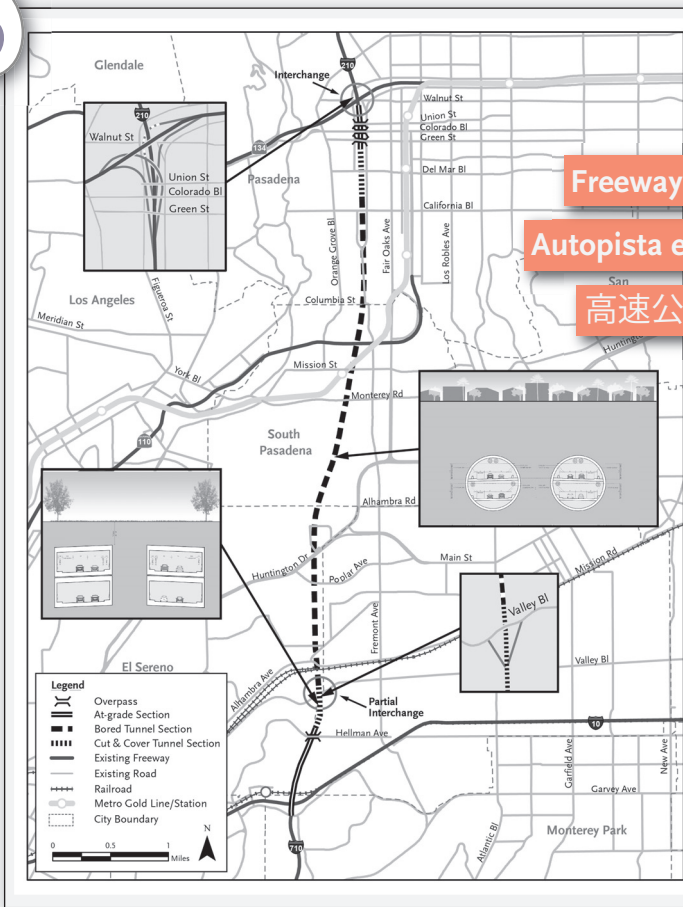 Glendale
210
Interchange
Walnut St
Union St
Colorado Bl
Green St
134
Pasadena
Del Mar Bl
California Bl
210
Walnut St
Union St
Colorado Bl
Green St
Freeway
Autopista e
高速公
San
Huntin
Orange Grove Bl
Fair Oaks Ave
Los Robles Ave
Los Angeles
Figueroa St
Columbia St
Meridian St
York Bl
Mission St
Monterey Rd
110
South
Pasadena
Alhambra Rd
Huntington Dr
Poplar Ave
Main St
Mission Rd
Fremont Ave
Valley Bl
Valley Bl
El Sereno
Alhambra Ave
Partial
Interchange
Hellman Ave
10
Garfield Ave
New Ave
Garvey Ave
Atlantic Bl
Monterey Park
710
Legend
Overpass
At-grade Section
Bored Tunnel Section
Cut & Cover Tunnel Section
Existing Freeway
Existing Road
Railroad
Metro Gold Line/Station
City Boundary
0 0.5 1
Miles
N